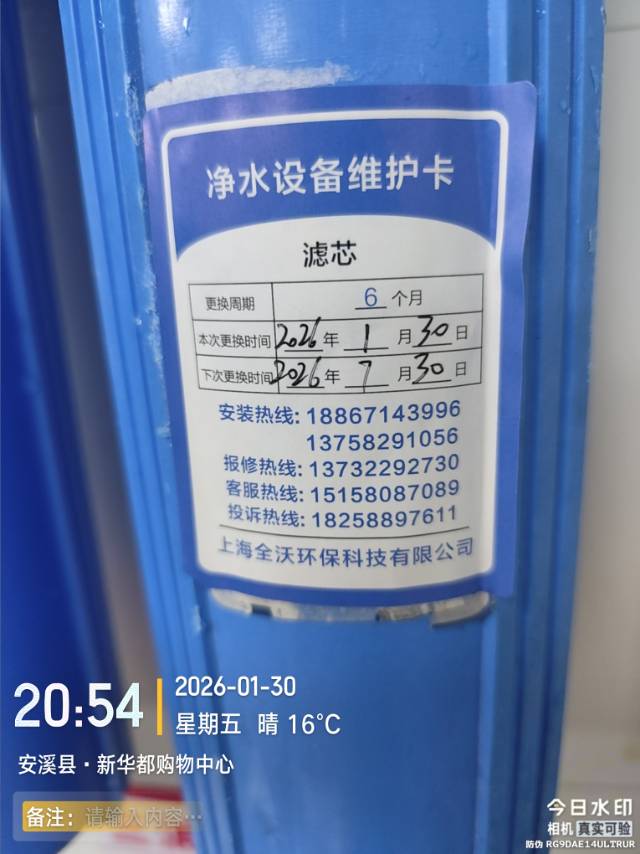 净水设备维护卡
滤芯
更换周期 6 个月
本次更换时间 2026 年 1 月 30 日
下次更换时间 2026 年 7 月 30 日
安装热线: 18867143996
13758291056
报修热线: 13732292730
客服热线: 15158087089
投诉热线: 18258897611
上海全沃环保科技有限公司
20:54
2026-01-30
星期五 晴 16°C
安溪县·新华都购物中心
备注: 请输入内容…
今日水印
相机 真实可验
防伪 RG9DAE14ULTRUR